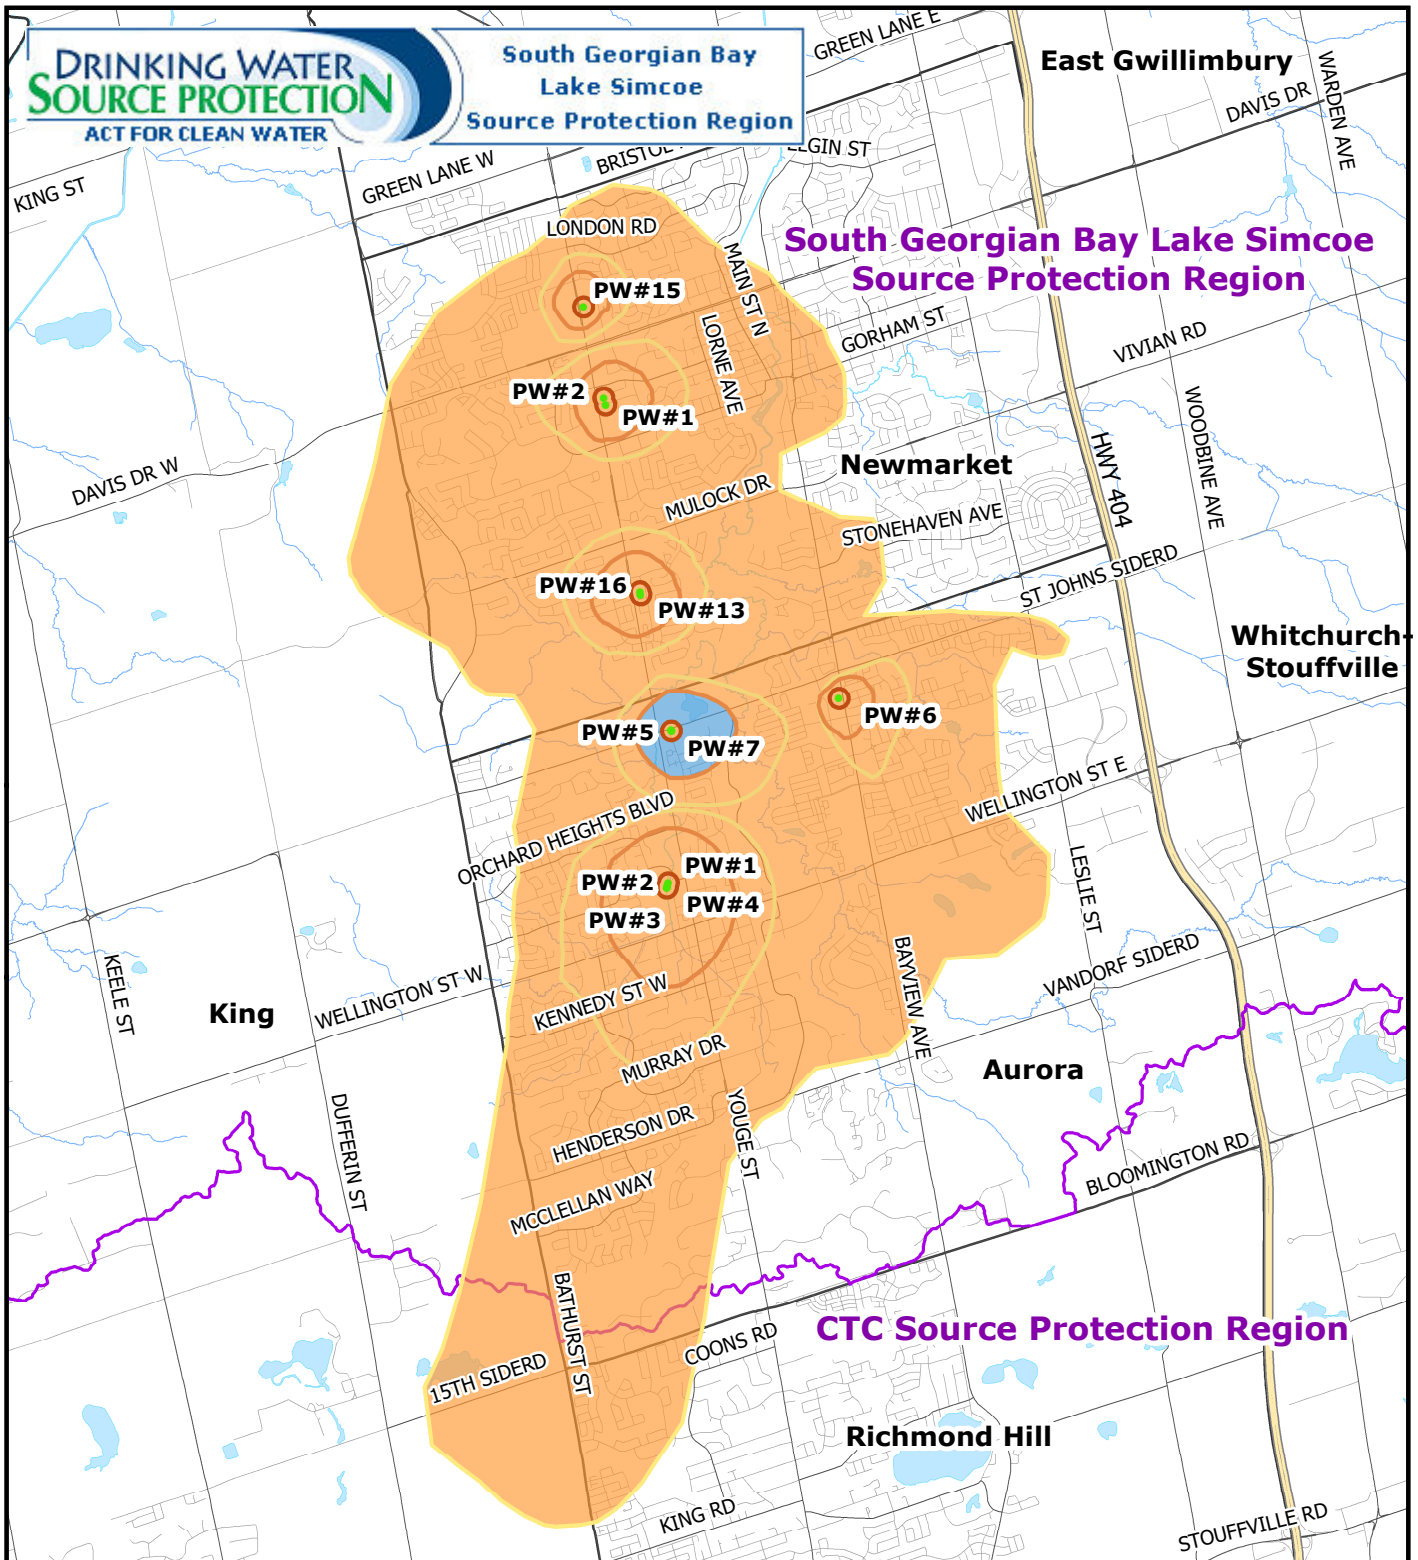 DRINKING WATER
SOURCE PROTECTION
ACT FOR CLEAN WATER
South Georgian Bay
Lake Simcoe
Source Protection Region
GREEN LANE E
East Gwillimbury
WARDEN AVE
DAVIS DR
KING ST
GREEN LANE W
ELGIN ST
LONDON RD
MAIN ST N
South Georgian Bay Lake Simcoe
Source Protection Region
PW#15
LORNE AVE
GORHAM ST
VIVIAN RD
PW#2
PW#1
WOODBINE AVE
HWY 404
DAVIS DR W
Newmarket
MULOCK DR
STONEHAVEN AVE
ST JOHNS SIDERD
PW#16
PW#13
Whitchurch-
Stouffville
PW#6
PW#5
PW#7
WELLINGTON ST E
ORCHARD HEIGHTS BLVD
LESLIE ST
PW#1
PW#2
PW#4
PW#3
BAYVIEW AVE
VANDORF SIDERD
KEELE ST
King
WELLINGTON ST W
KENNEDY ST W
MURRAY DR
Aurora
DUFFERIN ST
HENDERSON DR
YOUGE ST
BLOOMINGTON RD
MCCLELLAN WAY
BATHURST ST
CTC Source Protection Region
COONS RD
15TH SIDERD
Richmond Hill
KING RD
STOUFFVILLE RD